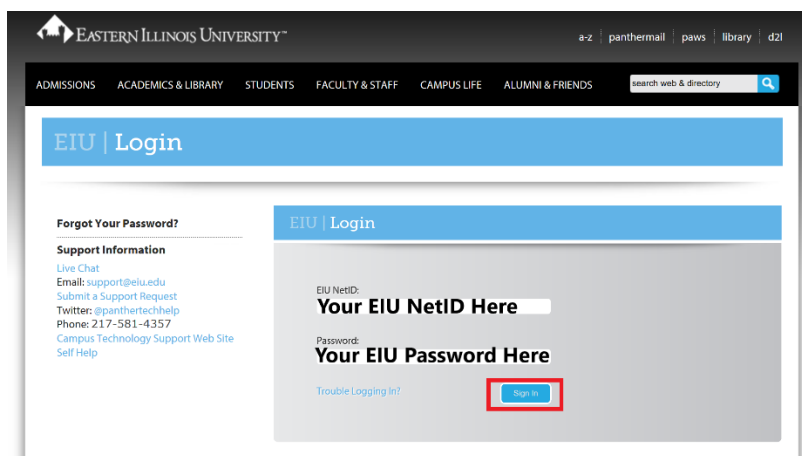 EASTERN ILLINOIS UNIVERSITY™
a-z panthermail paws library d2l
ADMISSIONS ACADEMICS & LIBRARY STUDENTS FACULTY & STAFF CAMPUS LIFE ALUMNI & FRIENDS search web & directory
EIU | Login
Forgot Your Password?
Support Information
Live Chat
Email: support@eiu.edu
Submit a Support Request
Twitter: @panthertechhelp
Phone: 217-581-4357
Campus Technology Support Web Site
Self Help
EIU | Login
EIU NetID:
Your EIU NetID Here
Password:
Your EIU Password Here
Trouble Logging In?
Sign In